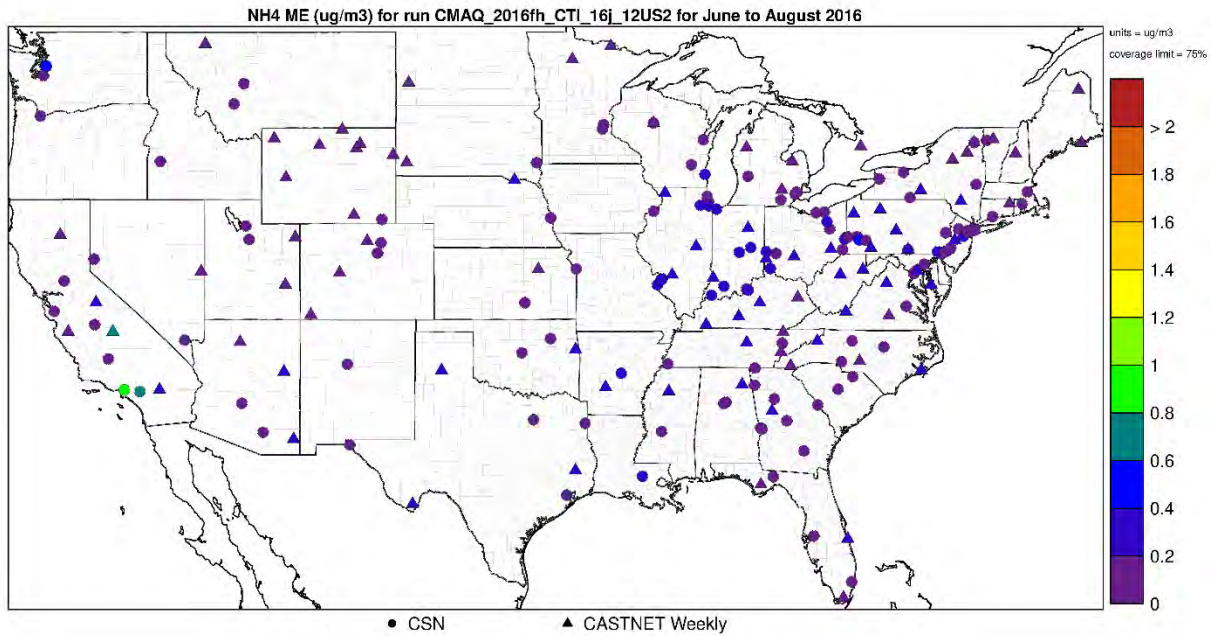 NH4 ME (ug/m3) for run CMAQ_2016fh_CTI_16j_12US2 for June to August 2016
units = ug/m3
coverage limit = 75%
> 2
1.8
1.6
1.4
1.2
1
0.8
0.6
0.4
0.2
0
CSN
CASTNET Weekly